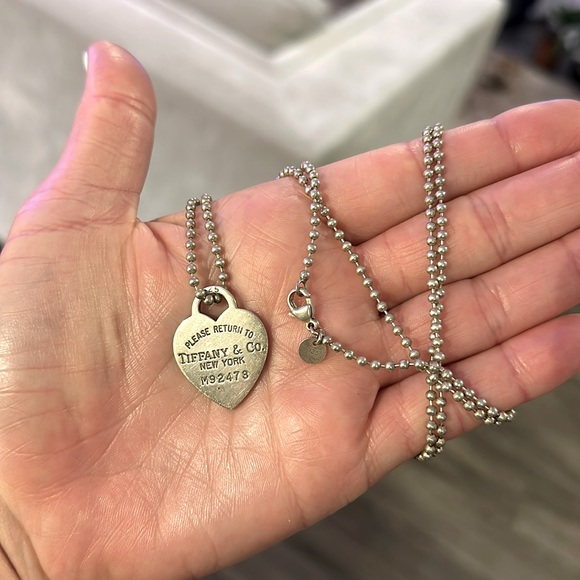 PLEASE RETURN TO
TIFFANY & CO.
NEW YORK
M92478